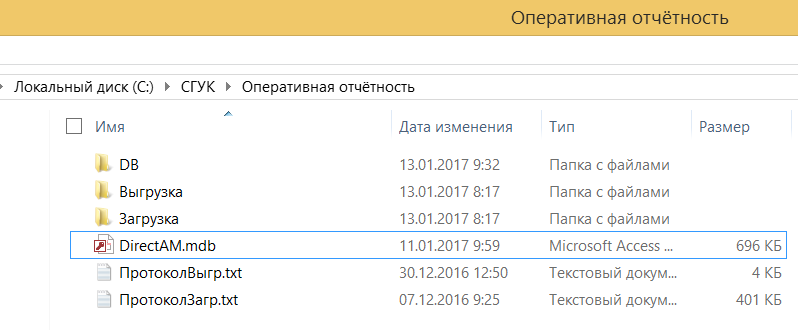 Оперативная отчётность
Локальный диск (C:) СГУК Оперативная отчётность
Имя Дата изменения Тип Размер
DB 13.01.2017 9:32 Папка с файлами
Выгрузка 13.01.2017 8:17 Папка с файлами
Загрузка 13.01.2017 8:17 Папка с файлами
DirectAM.mdb 11.01.2017 9:59 Microsoft Access ... 696 КБ
ПротоколВыгр.txt 30.12.2016 12:50 Текстовый докум... 4 КБ
ПротоколЗагр.txt 07.12.2016 9:25 Текстовый докум... 401 КБ